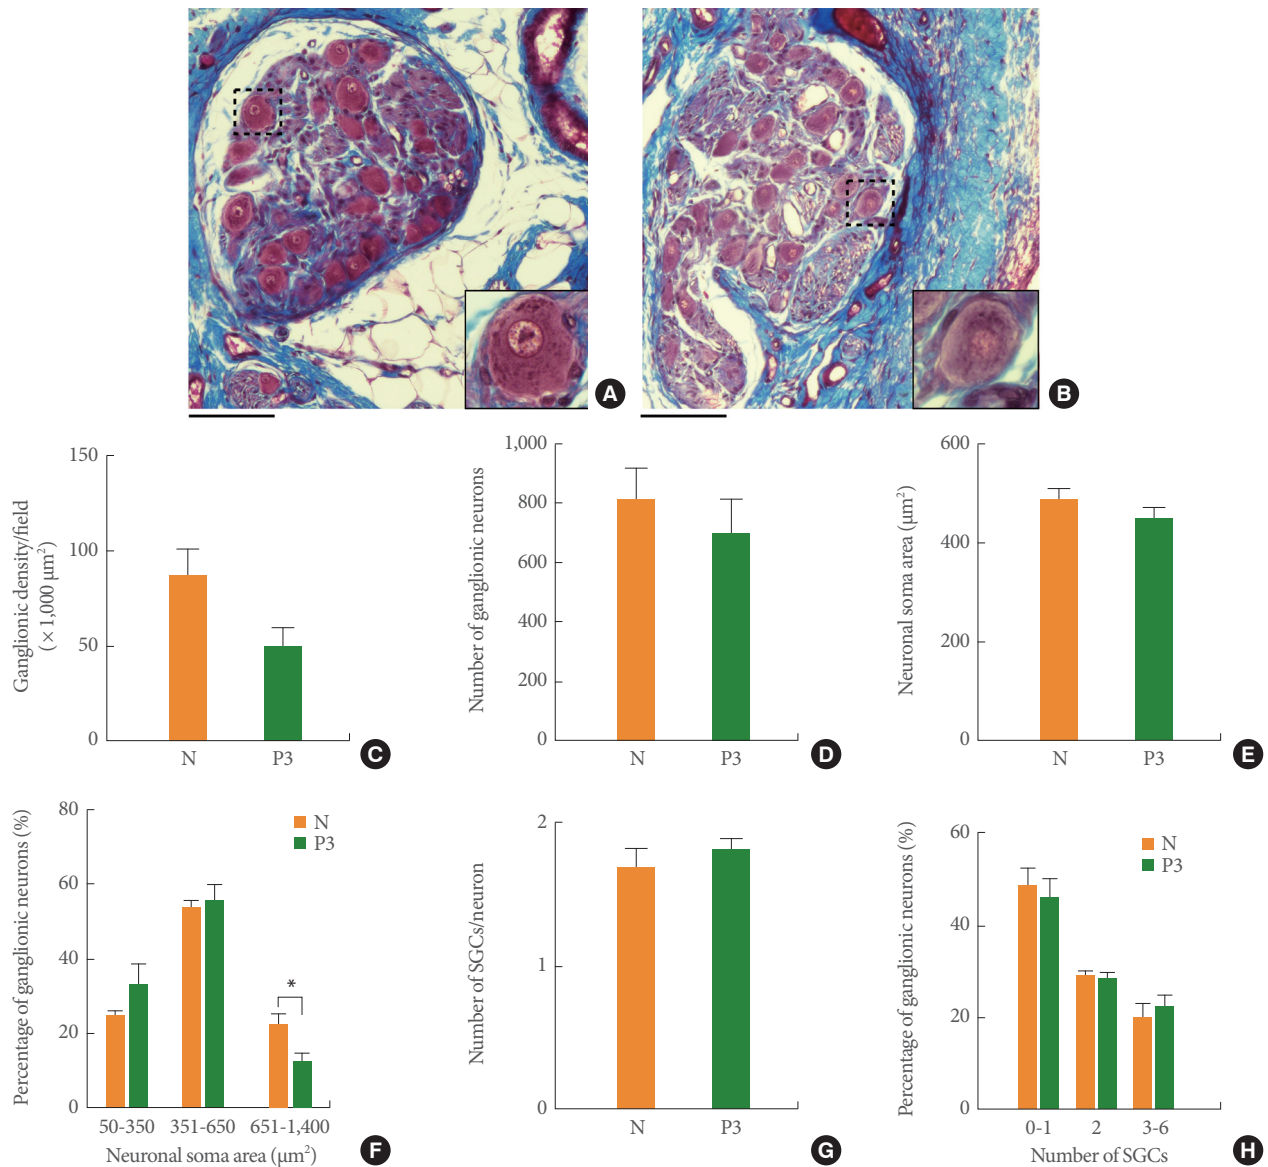 A
B
Ganglionic density/field
(×1,000 μm²)
150
100
50
0
N
P3
C
Number of ganglionic neurons
1,000
800
600
400
200
0
N
P3
D
Neuronal soma area (μm²)
600
400
200
0
N
P3
E
Percentage of ganglionic neurons (%)
80
60
40
20
0
N
P3
*
50-350
351-650
651-1,400
Neuronal soma area (μm²)
F
Number of SGCs/neuron
2
1
0
N
P3
G
Percentage of ganglionic neurons (%)
60
40
20
0
N
P3
0-1
2
3-6
Number of SGCs
H